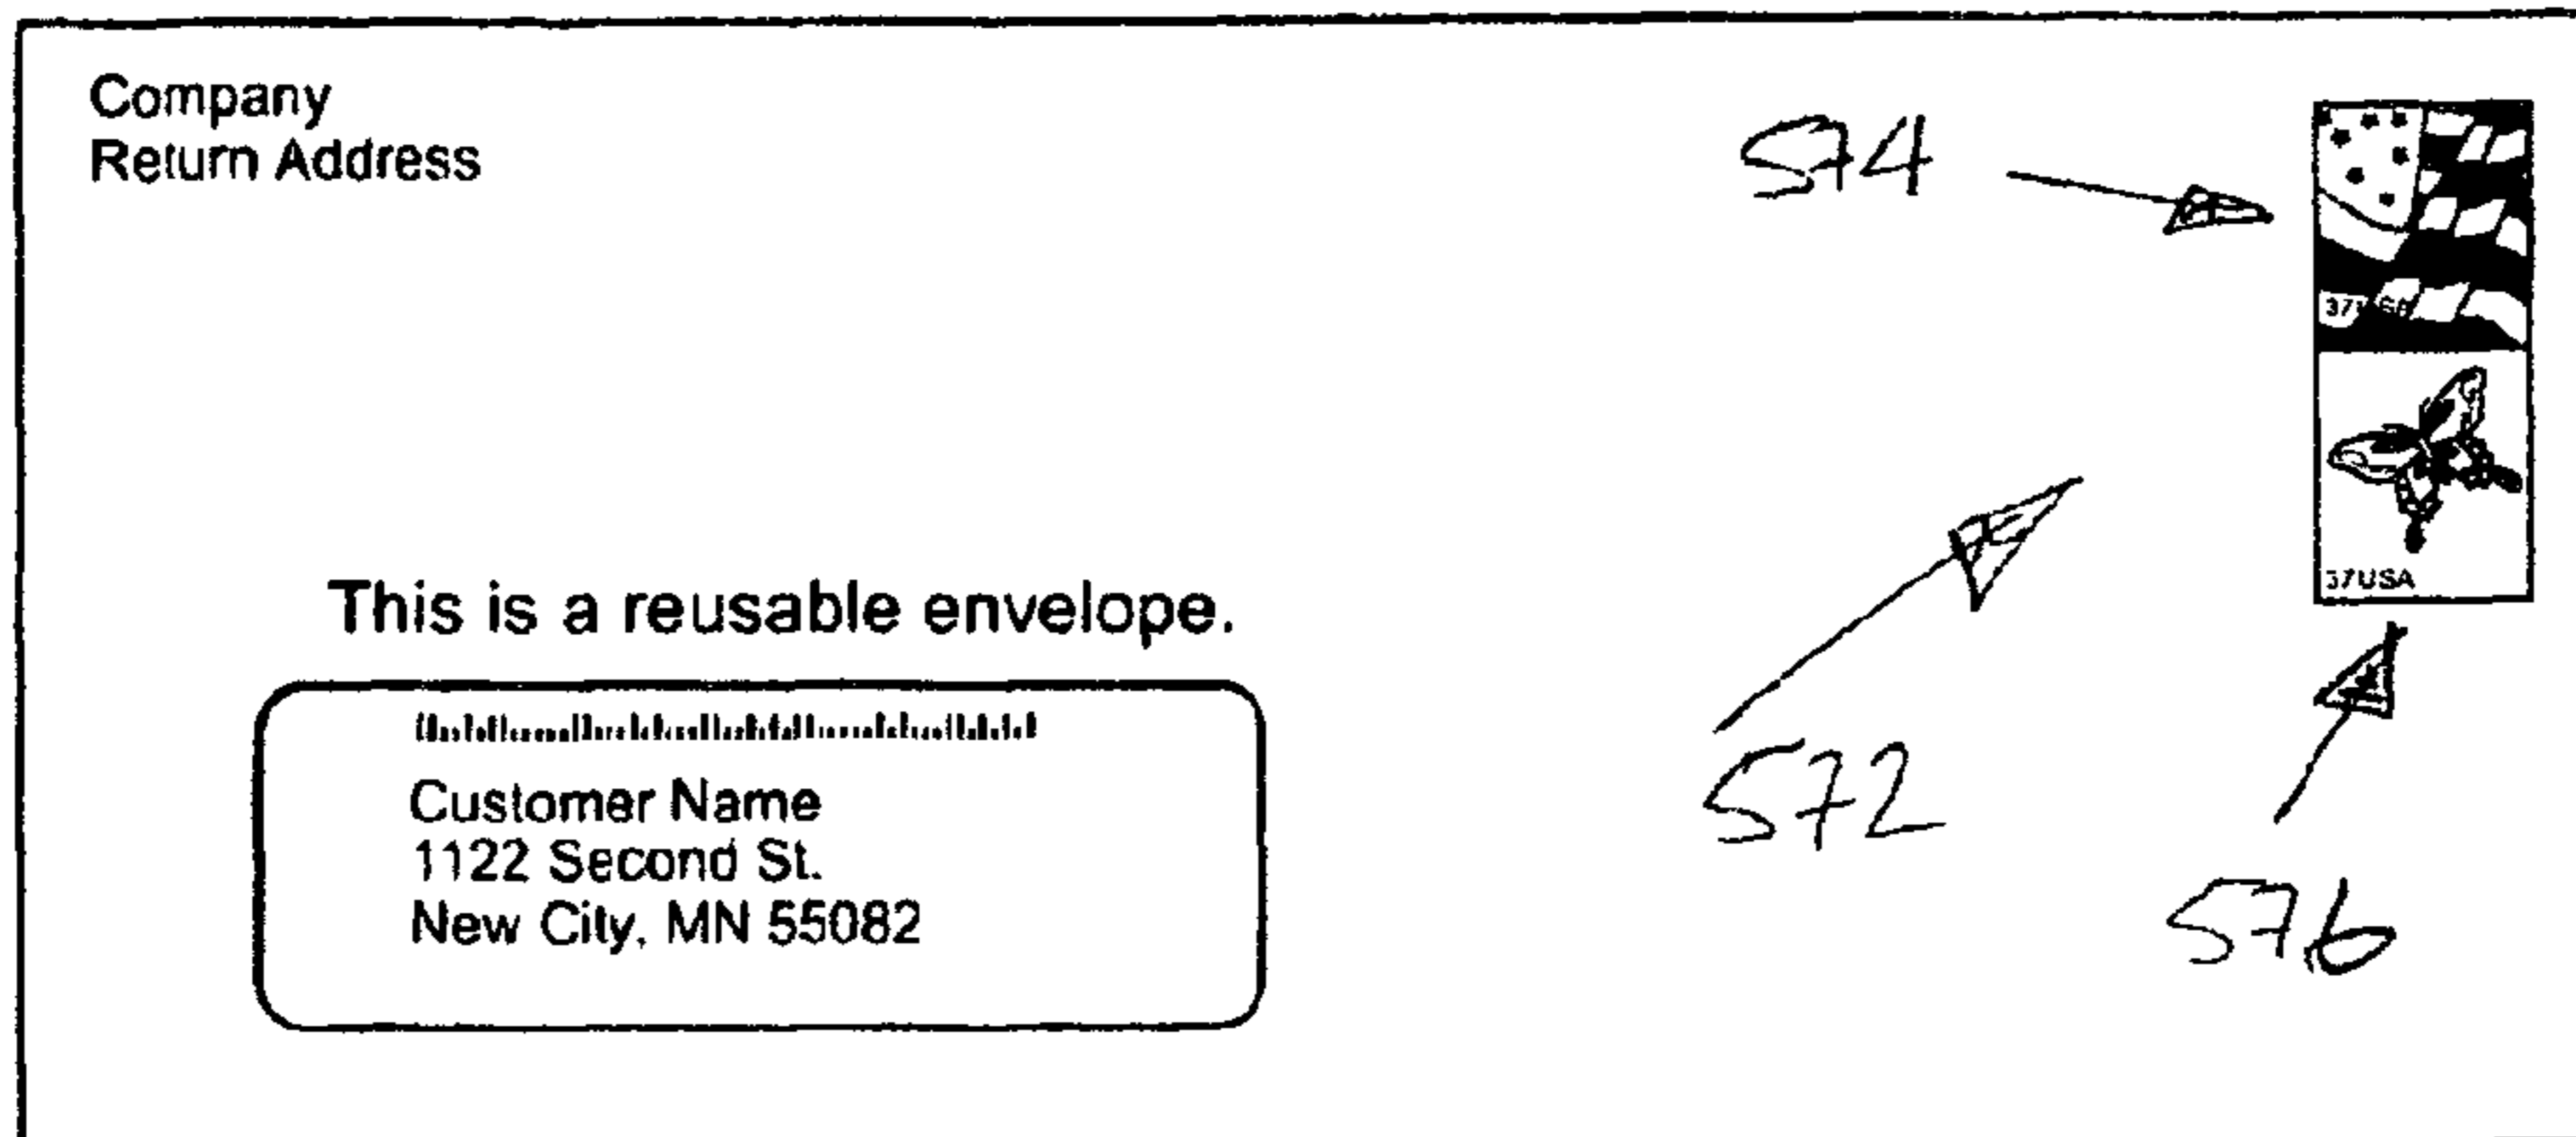 Company
Return Address
574
37USA
37USA
This is a reusable envelope.
572
Customer Name
1122 Second St.
New City, MN 55082
576